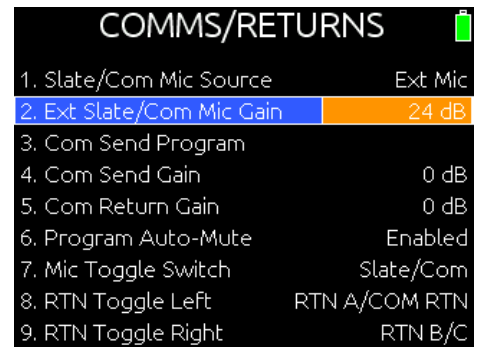 COMMS/RETURNS
1. Slate/Com Mic Source Ext Mic
2. Ext Slate/Com Mic Gain 24 dB
3. Com Send Program
4. Com Send Gain 0 dB
5. Com Return Gain 0 dB
6. Program Auto-Mute Enabled
7. Mic Toggle Switch Slate/Com
8. RTN Toggle Left RTN A/COM RTN
9. RTN Toggle Right RTN B/C